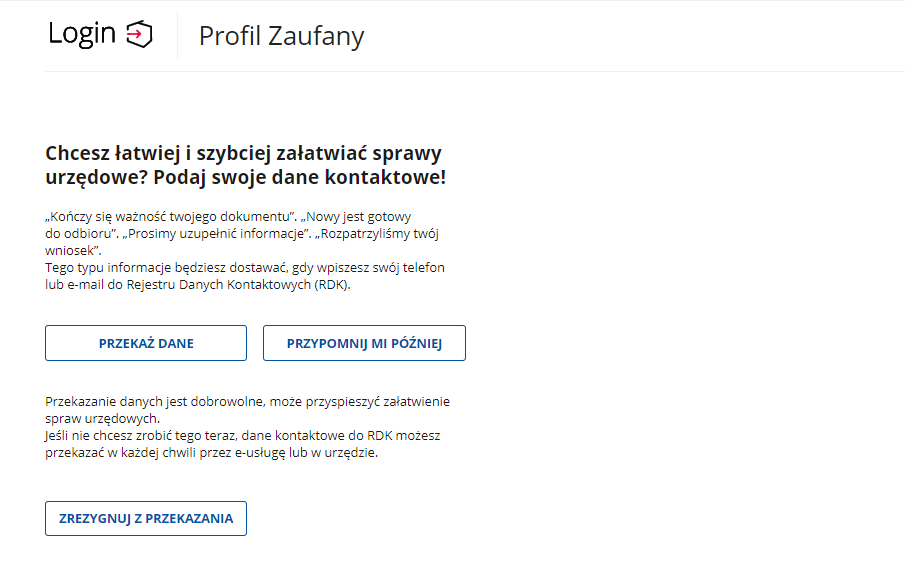 Login
Profil Zaufany
Chcesz łatwiej i szybciej załatwiać sprawy
urzędowe? Podaj swoje dane kontaktowe!
„Kończy się ważność twojego dokumentu”. „Nowy jest gotowy
do odbioru”. „Prosimy uzupełnić informacje”. „Rozpatrzyliśmy twój
wniosek”.
Tego typu informacje będziesz dostawać, gdy wpiszesz swój telefon
lub e-mail do Rejestru Danych Kontaktowych (RDK).
PRZEKAŻ DANE
PRZYPOMNIJ MI PÓŹNIEJ
Przekazanie danych jest dobrowolne, może przyspieszyć załatwienie
spraw urzędowych.
Jeśli nie chcesz zrobić tego teraz, dane kontaktowe do RDK możesz
przekazać w każdej chwili przez e-usługę lub w urzędzie.
ZREZYGNUJ Z PRZEKAZANIA